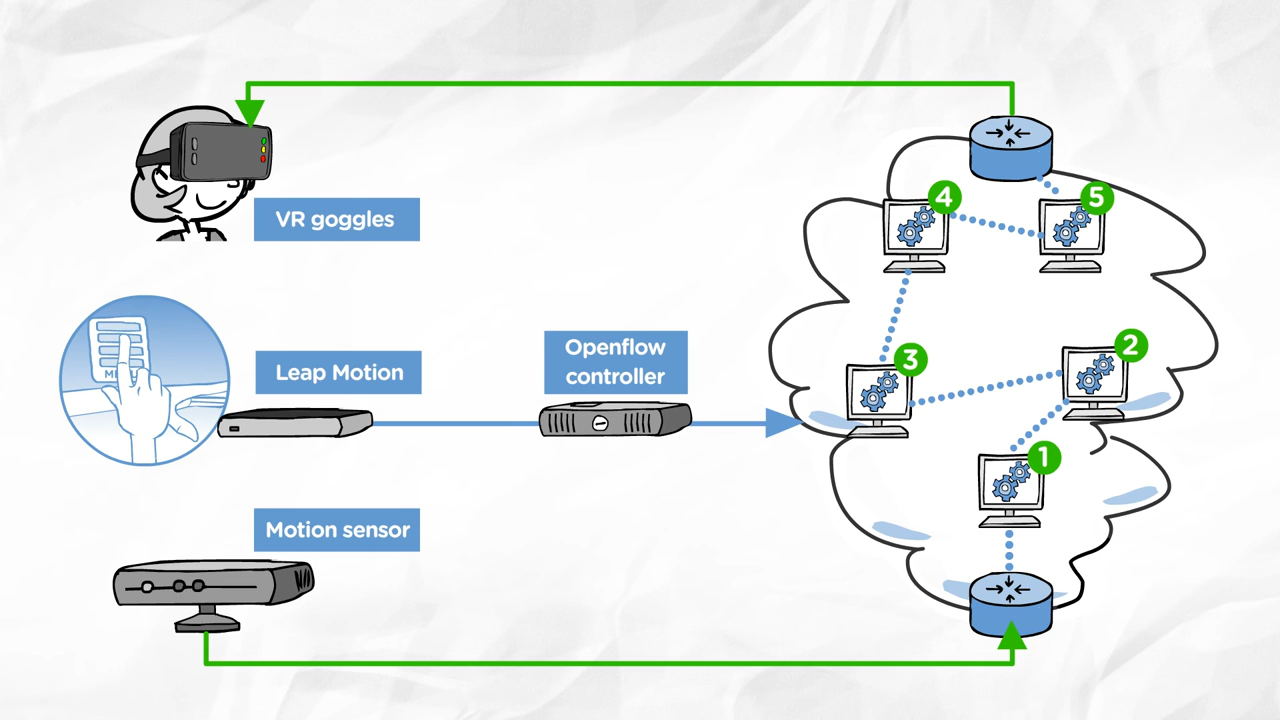 VR goggles
Leap Motion
Openflow
controller
Motion sensor
4
5
3
2
1